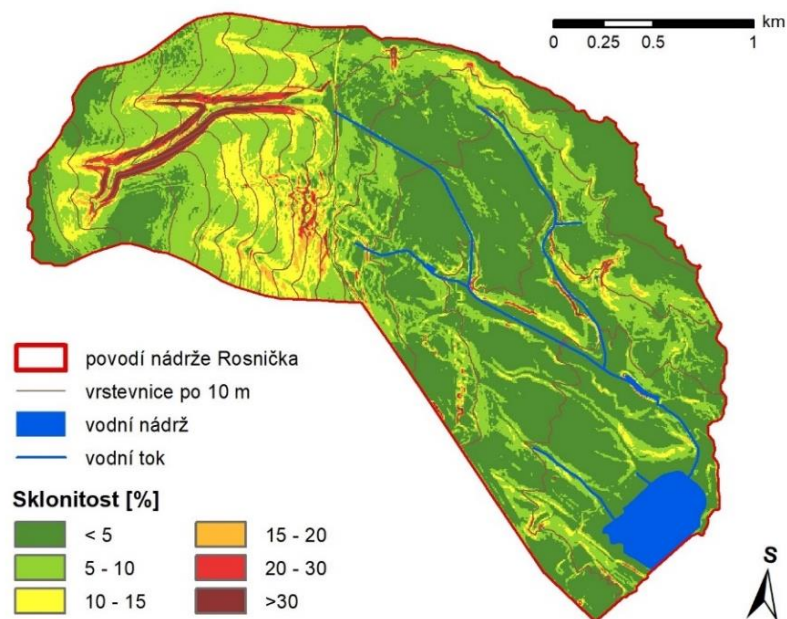 km
0 0.25 0.5 1
povodí nádrže Rosnička
vrstevnice po 10 m
vodní nádrž
vodní tok
Sklonitost [%]
< 5
15 - 20
5 - 10
20 - 30
10 - 15
>30
S